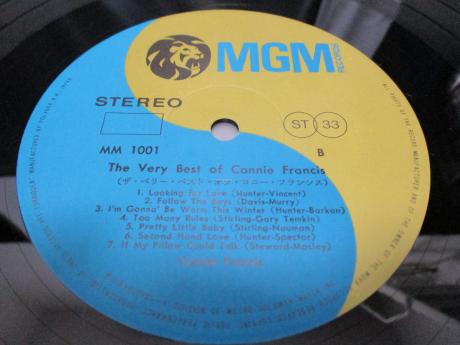 MGM
RECORDS
STEREO
ST 33
MM 1001
B
The Very Best of Connie Francis
(ザ・ベリー・ベスト・オブ・コニー・フランシス)
1. Looking for Love (Hunter-Vincent)
2. Follow The Boys (Davis-Murry)
3. I'm Gonna' Be Warm This Winter (Hunter-Barkan)
4. Too Many Rules (Stirling-Gary Temkin)
5. Pretty Little Baby (Stirling-Nauman)
6. Second Hand Love (Hunter-Spector)
7. If My Pillow Could Talk (Steward-Mosley)
Connie Francis